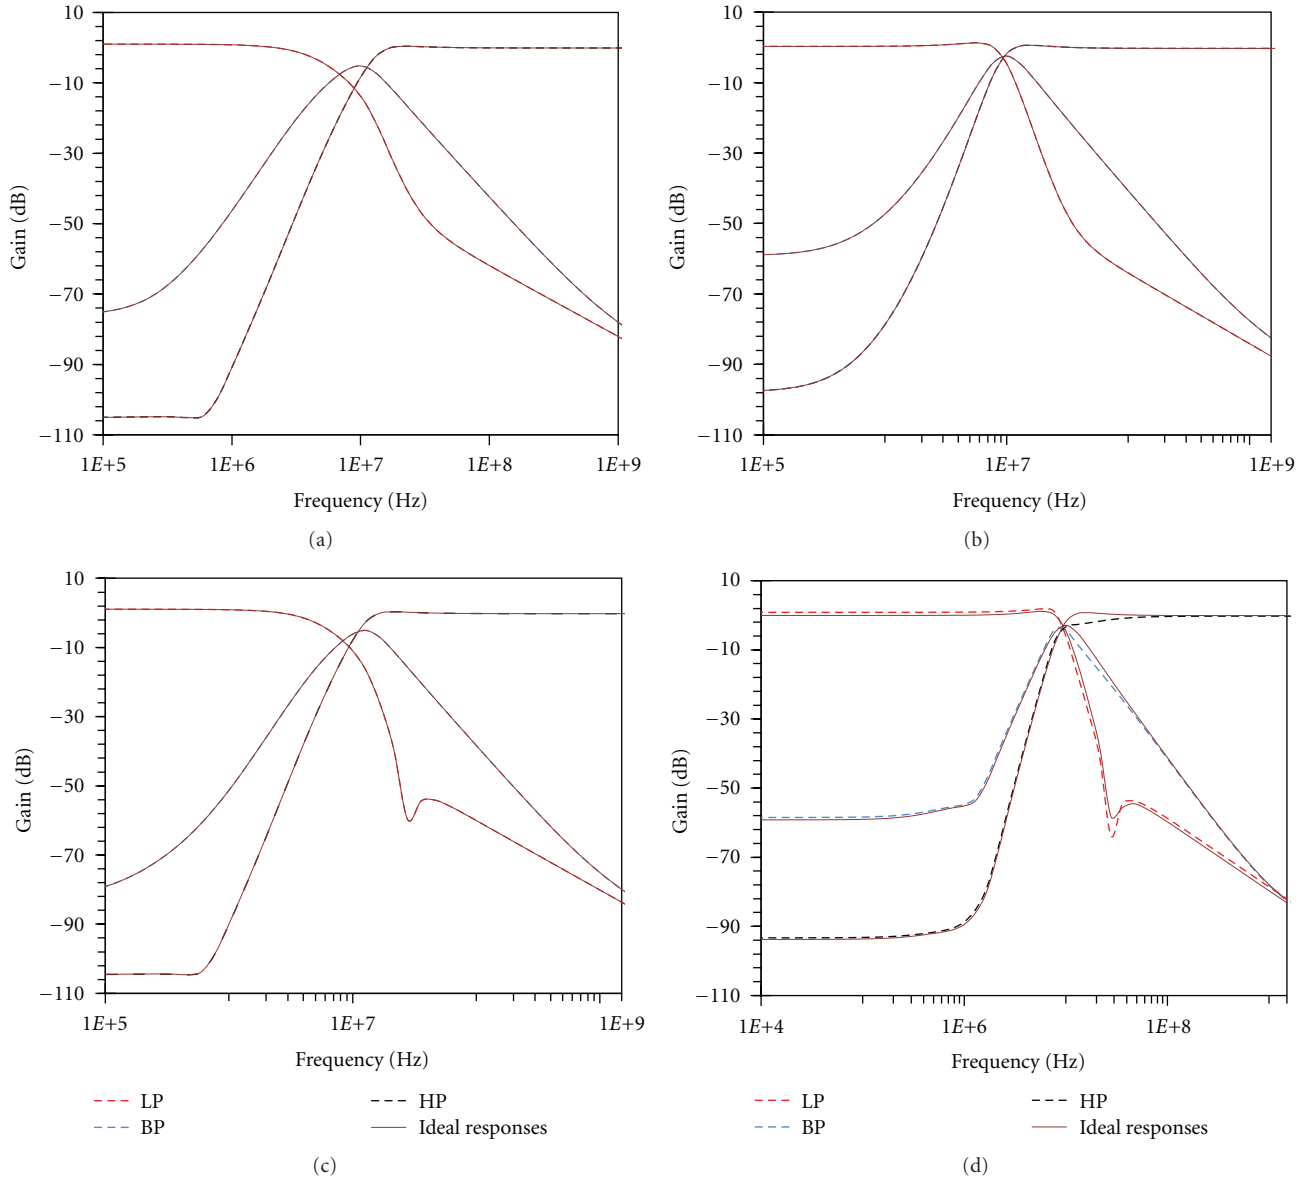 10
−10
−30
−50
−70
−90
−110
Gain (dB)
1E+5
1E+6
1E+7
1E+8
1E+9
Frequency (Hz)
(a)
10
−10
−30
−50
−70
−90
−110
Gain (dB)
1E+5
1E+7
1E+9
Frequency (Hz)
(b)
10
−10
−30
−50
−70
−90
−110
Gain (dB)
1E+5
1E+7
1E+9
Frequency (Hz)
LP
HP
BP
Ideal responses
(c)
10
−10
−30
−50
−70
−90
−110
Gain (dB)
1E+4
1E+6
1E+8
Frequency (Hz)
LP
HP
BP
Ideal responses
(d)